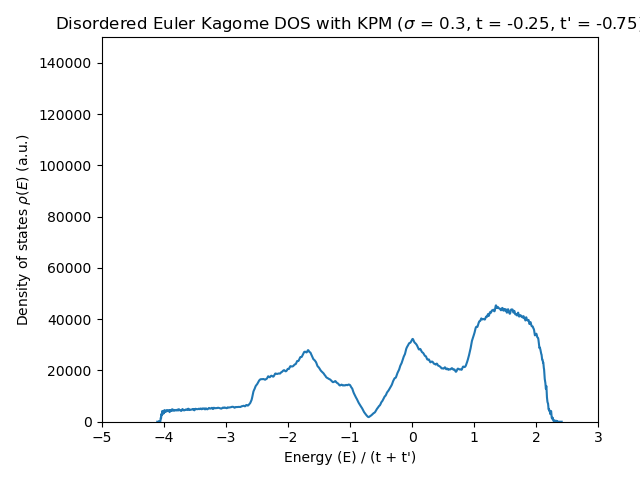 Disordered Euler Kagome DOS with KPM (σ = 0.3, t = -0.25, t' = -0.75)
140000
120000
100000
80000
60000
40000
20000
0
Density of states ρ(E) (a.u.)
−5 −4 −3 −2 −1 0 1 2 3
Energy (E) / (t + t')